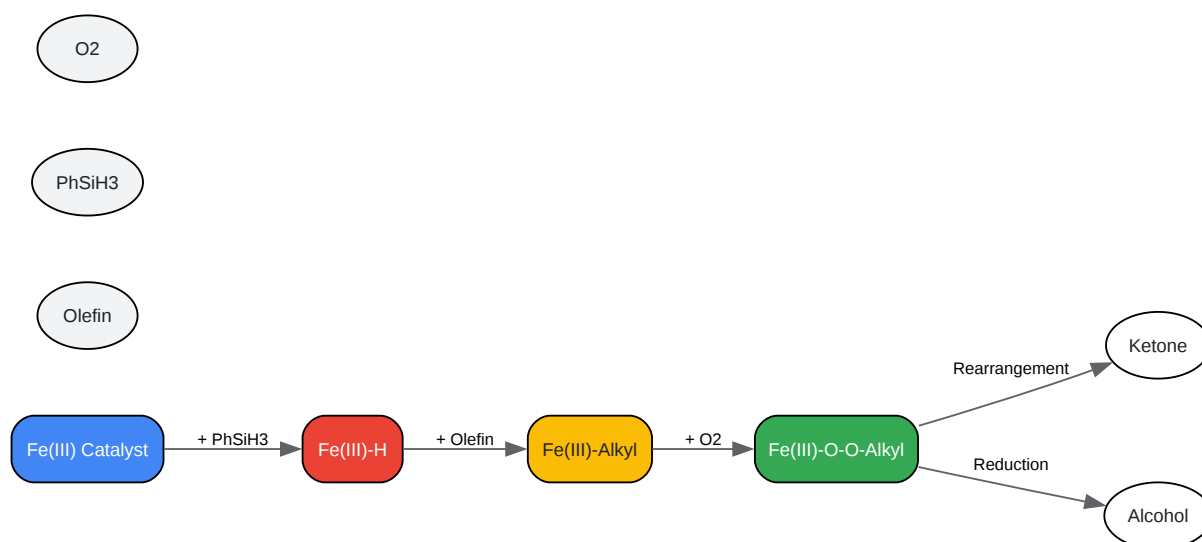 O2
PhSiH3
Olefin
Ketone
Rearrangement
Fe(III) Catalyst
+ PhSiH3
Fe(III)-H
+ Olefin
Fe(III)-Alkyl
+ O2
Fe(III)-O-O-Alkyl
Reduction
Alcohol